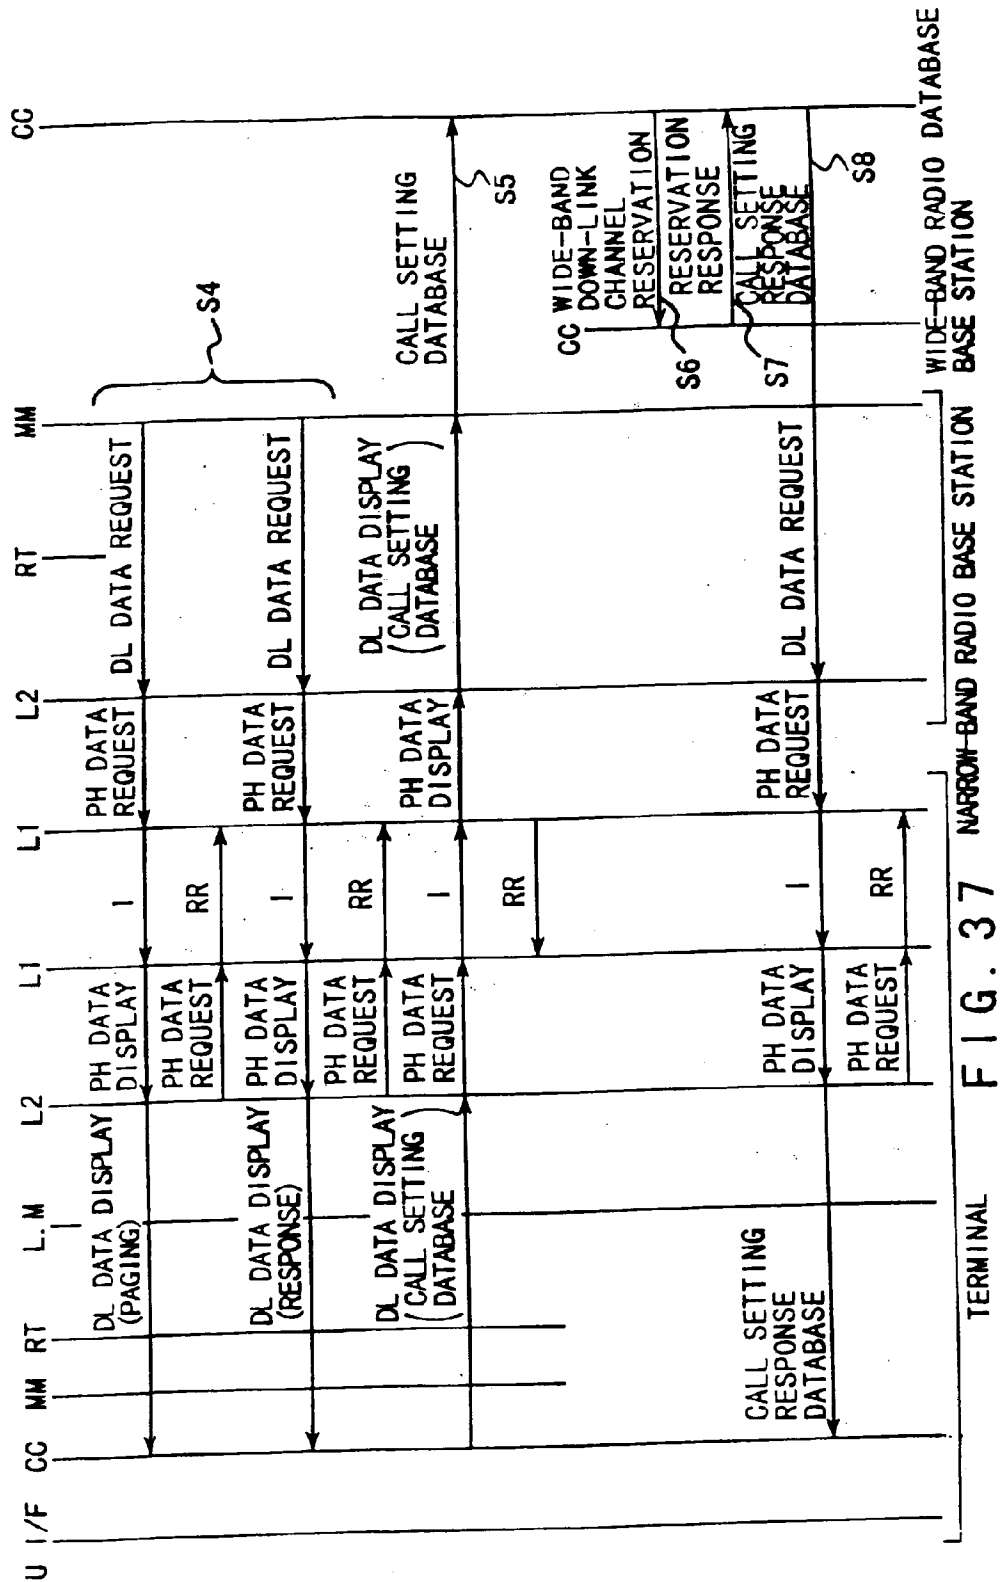 U I/F CC MM RT L.M L2 L1 L1 L2 RT MM CC
DL DATA DISPLAY
(PAGING)
PH DATA
DISPLAY
I
PH DATA
REQUEST
DL DATA REQUEST
S4
PH DATA
REQUEST
RR
DL DATA DISPLAY
(RESPONSE)
PH DATA
DISPLAY
I
PH DATA
REQUEST
DL DATA REQUEST
PH DATA
REQUEST
RR
DL DATA DISPLAY
(CALL SETTING
DATABASE)
PH DATA
REQUEST
I
PH DATA
DISPLAY
DL DATA DISPLAY
(CALL SETTING
DATABASE)
CALL SETTING
DATABASE
S5
RR
CC
WIDE-BAND
DOWN-LINK
CHANNEL
RESERVATION
S6
RESERVATION
RESPONSE
S7
CALL SETTING
RESPONSE
DATABASE
CALL SETTING
RESPONSE
DATABASE
PH DATA
DISPLAY
I
PH DATA
REQUEST
DL DATA REQUEST
S8
PH DATA
REQUEST
RR
TERMINAL
NARROW-BAND RADIO BASE STATION
WIDE-BAND RADIO
BASE STATION
DATABASE
FIG. 37